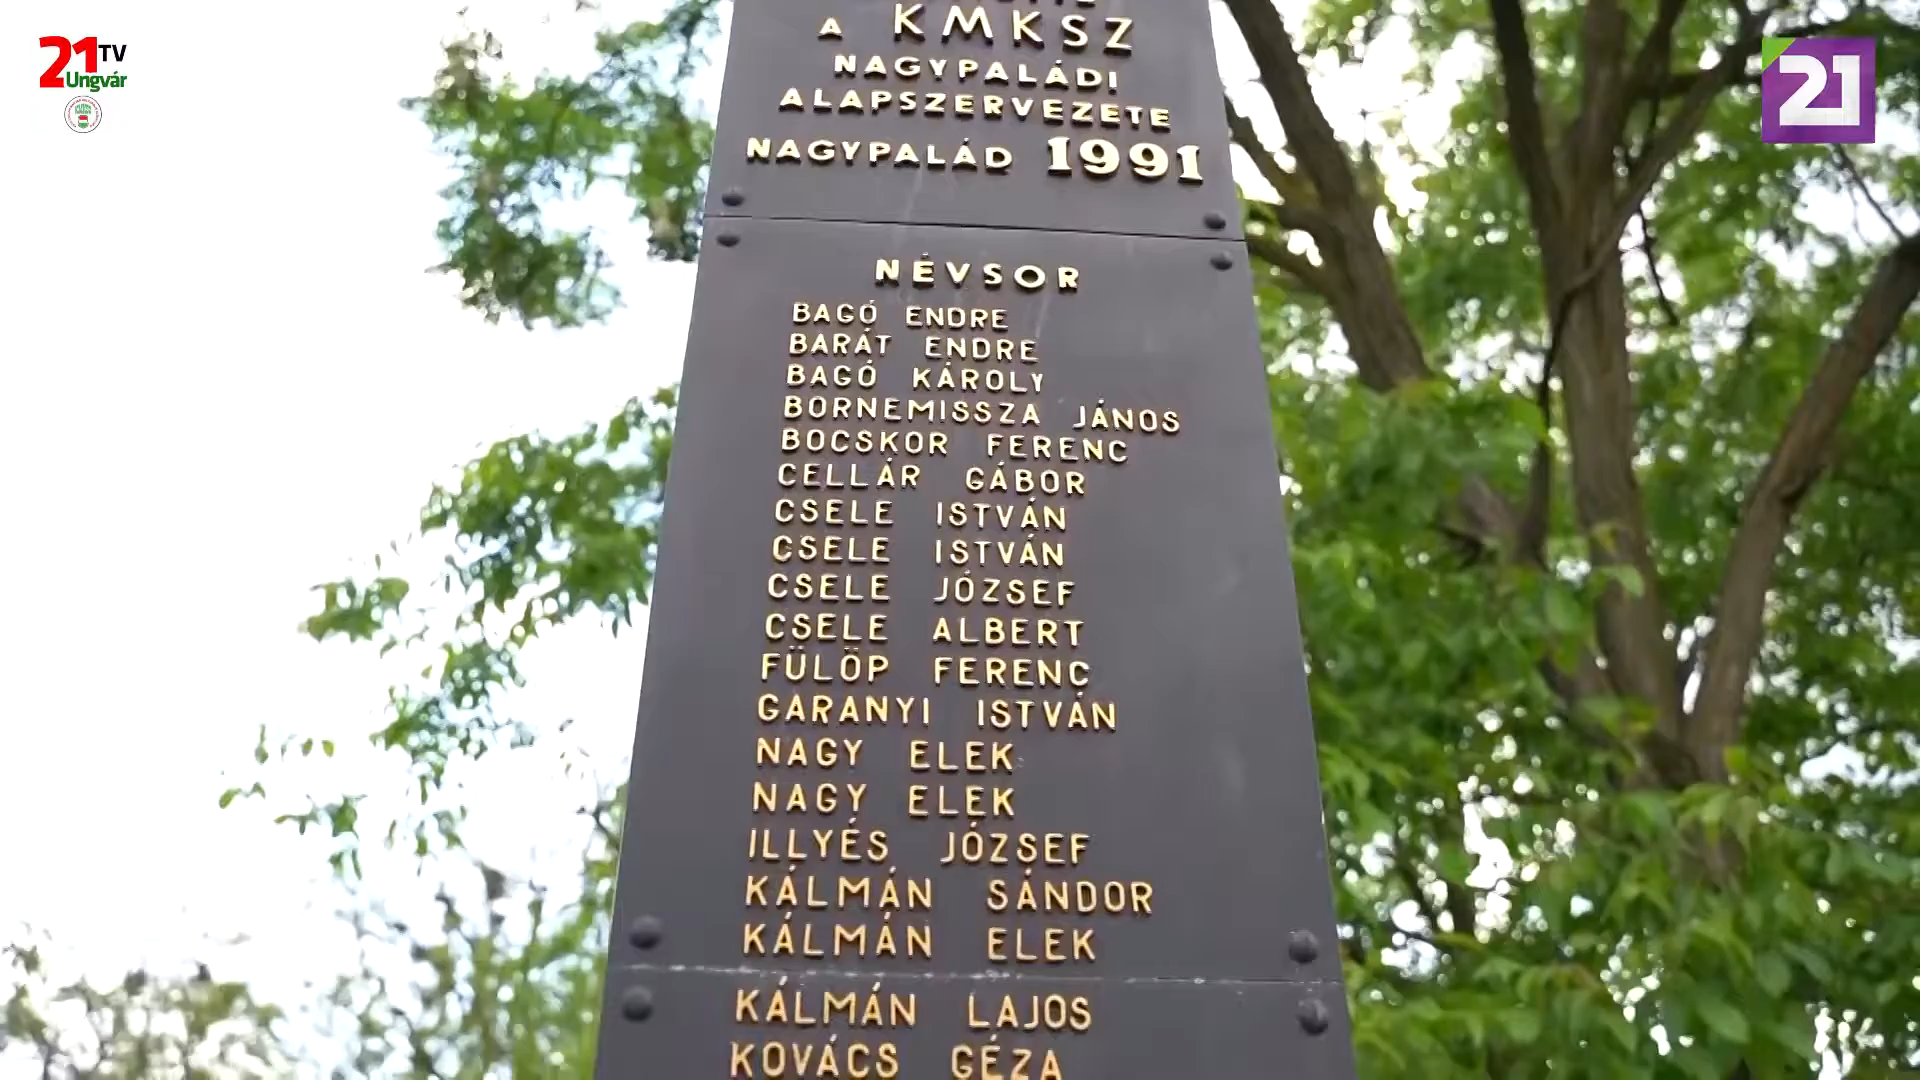 21 TV
Ungvár
21
A KMKSZ
NAGYPALÁDI
ALAPSZERVEZETE
NAGYPALÁD 1991
NÉVSOR
BAGÓ ENDRE
BARÁT ENDRE
BAGÓ KÁROLY
BORNEMISSZA JÁNOS
BOCSKOR FERENC
CELLÁR GÁBOR
CSELE ISTVÁN
CSELE ISTVÁN
CSELE JÓZSEF
CSELE ALBERT
FÜLÖP FERENC
GARANYI ISTVÁN
NAGY ELEK
NAGY ELEK
ILLYÉS JÓZSEF
KÁLMÁN SÁNDOR
KÁLMÁN ELEK
KÁLMÁN LAJOS
KOVÁCS GÉZA